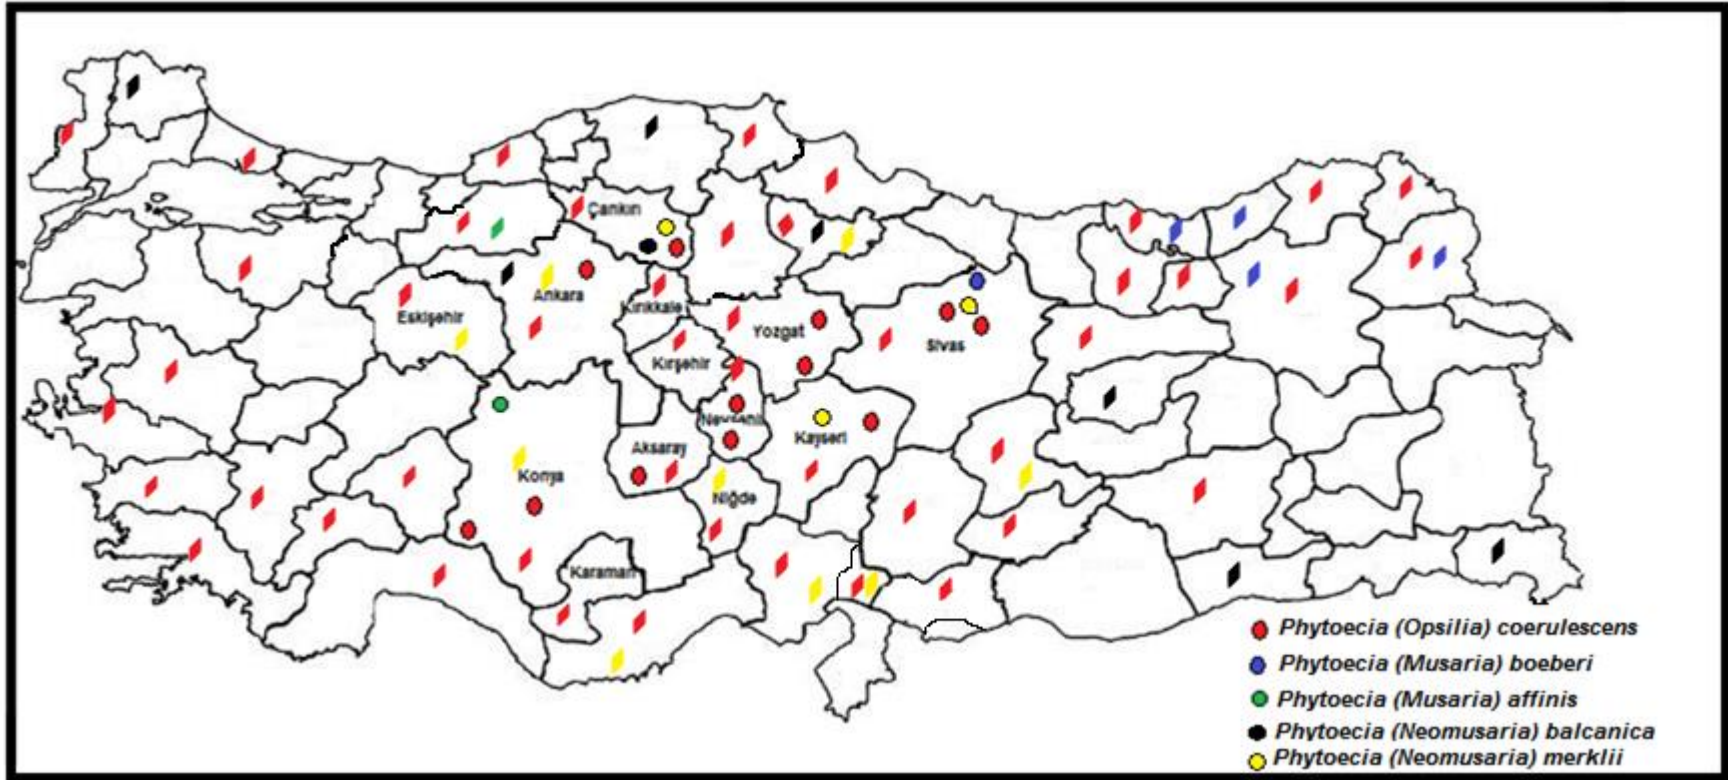 Çankırı
Ankara
Kırıkkale
Eskişehir
Yozgat
Sivas
Kırşehir
Nevşehir
Kayseri
Aksaray
Konya
Niğde
Karaman
Phytoecia (Opsilia) coerulescens
Phytoecia (Musaria) boeberi
Phytoecia (Musaria) affinis
Phytoecia (Neomusaria) balcanica
Phytoecia (Neomusaria) merklii